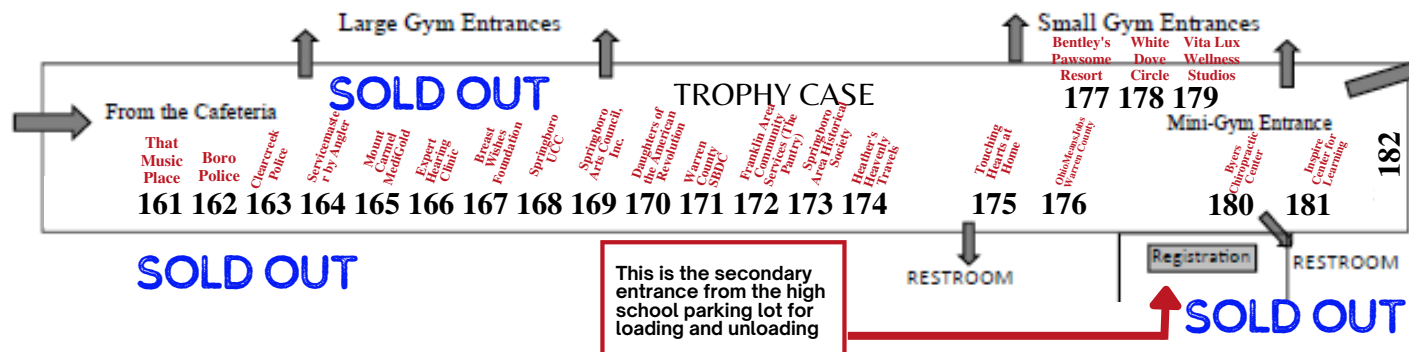 Large Gym Entrances
Small Gym Entrances
Bentley's
Pawsome
Resort
White
Dove
Circle
Vita Lux
Wellness
Studios
SOLD OUT
TROPHY CASE
177 178 179
From the Cafeteria
Mini-Gym Entrance
That
Music
Place
Boro
Police
Clearcreek
Police
Servicemaste
r by Angler
Mount
Carmel
MediGold
Expert
Hearing
Clinic
Breast
Wishes
Foundation
Springboro
UCC
Springboro
Arts Council,
Inc.
Daughters of
the American
Revolution
Warren
County
SBDC
Franklin Area
Community
Services (The
Pantry)
Springboro
Area Historical
Society
Heather's
Heavenly
Travels
Touching
Hearts at
Home
OhioMeansJobs
Warren County
Byers
Chiropractic
Center
Inspire
Center for
Learning
182
161 162 163 164 165 166 167 168 169 170 171 172 173 174 175 176 180 181
SOLD OUT
This is the secondary
entrance from the high
school parking lot for
loading and unloading
RESTROOM
Registration
RESTROOM
SOLD OUT